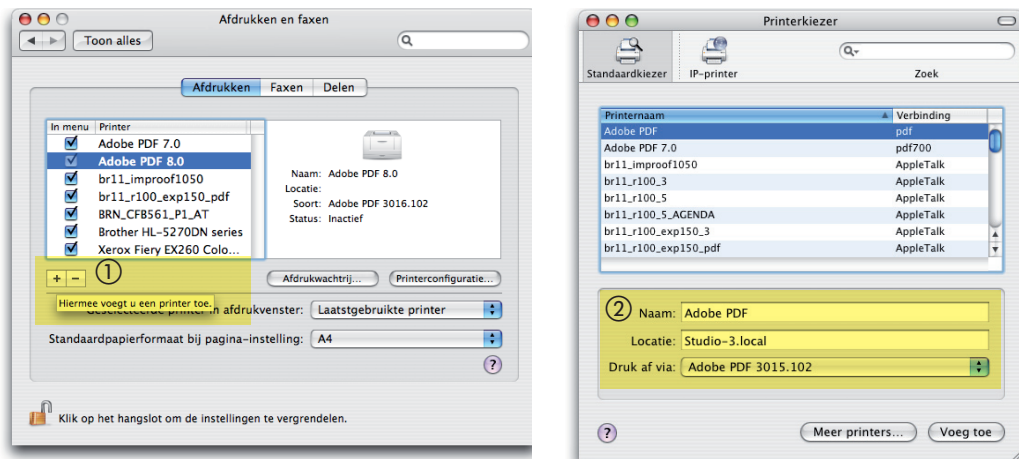 Afdrukken en faxen
Toon alles
Afdrukken Faxen Delen
In menu Printer
Adobe PDF 7.0
Adobe PDF 8.0
br11_improof1050
br11_r100_exp150_pdf
BRN_CFB561_P1_AT
Brother HL-5270DN series
Xerox Fiery EX260 Colo...
Naam: Adobe PDF 8.0
Locatie:
Soort: Adobe PDF 3016.102
Status: Inactief
+ − ①
Afdrukwachtrij... Printerconfiguratie...
Hiermee voegt u een printer toe.
Geselecteerde printer in afdrukvenster: Laatstgebruikte printer
Standaardpapierformaat bij pagina-instelling: A4
?
Klik op het hangslot om de instellingen te vergrendelen.
Printerkiezer
Standaardkiezer IP-printer Zoek
Printernaam Verbinding
Adobe PDF pdf
Adobe PDF 7.0 pdf700
br11_improof1050 AppleTalk
br11_r100_3 AppleTalk
br11_r100_5 AppleTalk
br11_r100_5_AGENDA AppleTalk
br11_r100_exp150_3 AppleTalk
br11_r100_exp150_pdf AppleTalk
② Naam: Adobe PDF
Locatie: Studio-3.local
Druk af via: Adobe PDF 3015.102
? Meer printers... Voeg toe